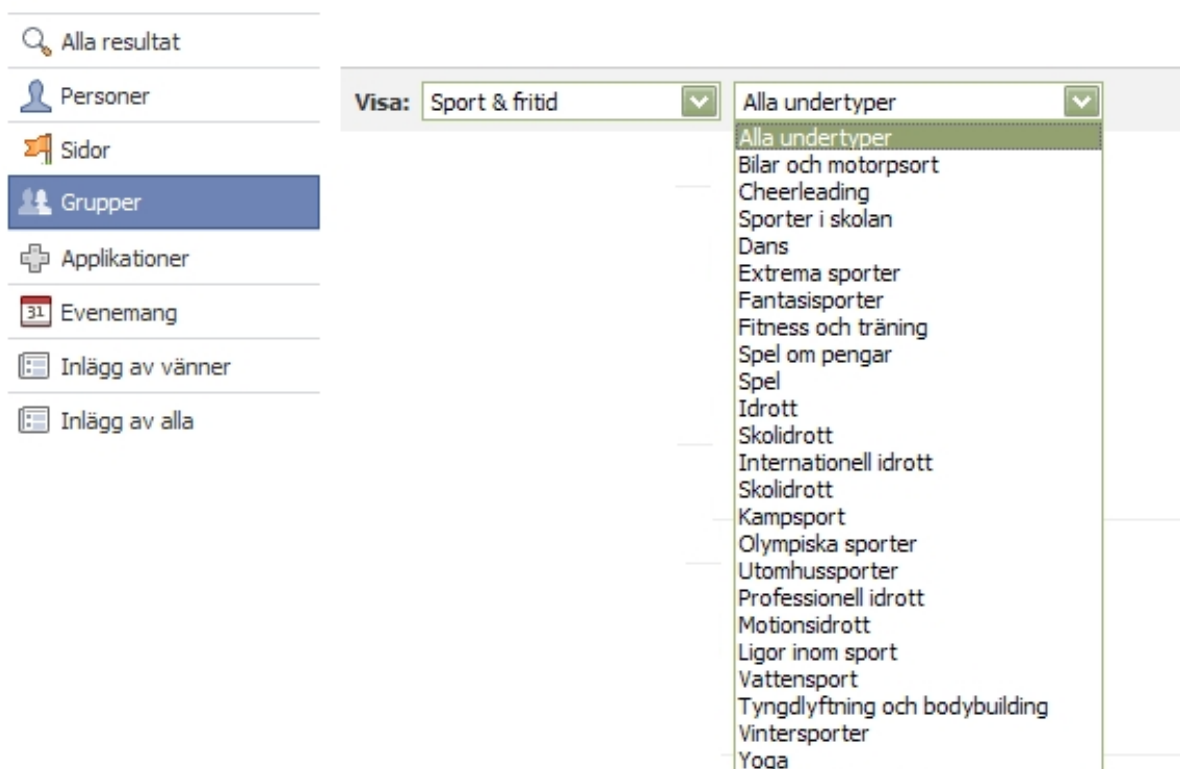 Alla resultat
Personer
Sidor
Grupper
Applikationer
31 Evenemang
Inlägg av vänner
Inlägg av alla
Visa: Sport & fritid Alla undertyper
Alla undertyper
Bilar och motorpsort
Cheerleading
Sporter i skolan
Dans
Extrema sporter
Fantasisporter
Fitness och träning
Spel om pengar
Spel
Idrott
Skolidrott
Internationell idrott
Skolidrott
Kampsport
Olympiska sporter
Utomhussporter
Professionell idrott
Motionsidrott
Ligor inom sport
Vattensport
Tyngdlyftning och bodybuilding
Vintersporter
Yoga